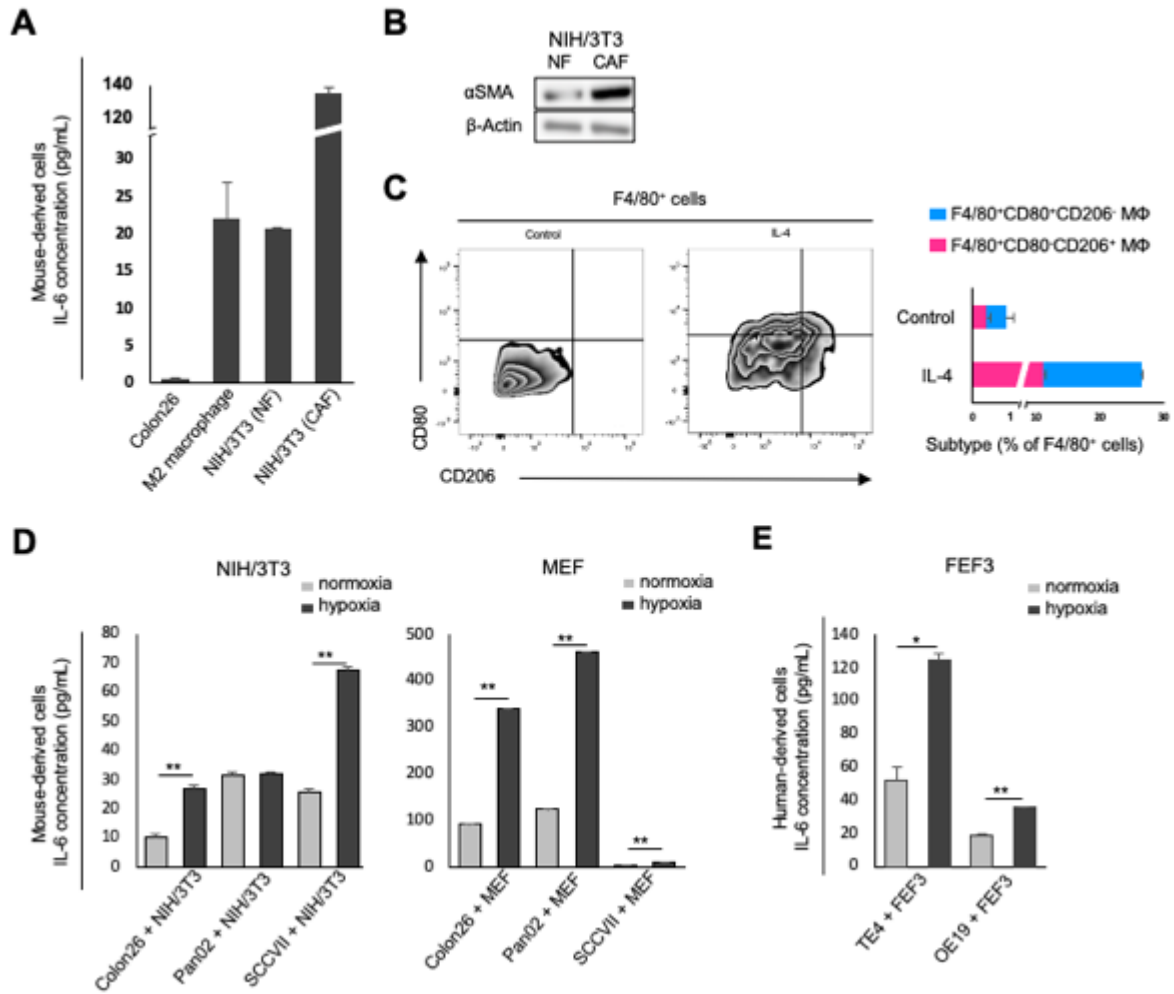 A
Mouse-derived cells
IL-6 concentration (pg/mL)
140
120
30
25
20
15
10
5
0
Colon26
M2 macrophage
NIH/3T3 (NF)
NIH/3T3 (CAF)
B
NIH/3T3
NF CAF
αSMA
β-Actin
C
F4/80⁺ cells
Control
IL-4
CD80
CD206
F4/80⁺CD80⁺CD206⁻ MΦ
F4/80⁺CD80⁻CD206⁺ MΦ
Control
IL-4
0 1 10 20 30
Subtype (% of F4/80⁺ cells)
D
NIH/3T3
normoxia
hypoxia
Mouse-derived cells
IL-6 concentration (pg/mL)
80
70
60
50
40
30
20
10
0
**
**
Colon26 + NIH/3T3
Pan02 + NIH/3T3
SCCVII + NIH/3T3
MEF
normoxia
hypoxia
500
400
300
200
100
0
**
**
**
Colon26 + MEF
Pan02 + MEF
SCCVII + MEF
E
FEF3
normoxia
hypoxia
Human-derived cells
IL-6 concentration (pg/mL)
140
120
100
80
60
40
20
0
*
**
TE4 + FEF3
OE19 + FEF3